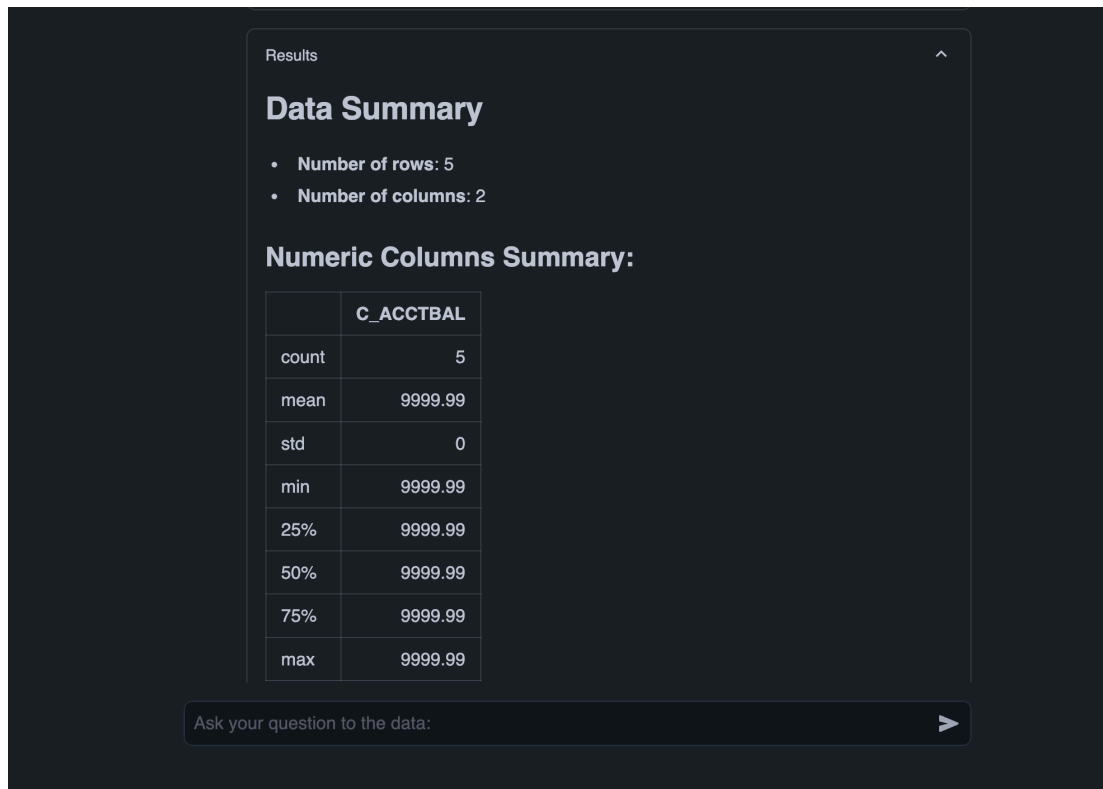 Results
Data Summary
• Number of rows: 5
• Number of columns: 2
Numeric Columns Summary:
C_ACCTBAL
count 5
mean 9999.99
std 0
min 9999.99
25% 9999.99
50% 9999.99
75% 9999.99
max 9999.99
Ask your question to the data: